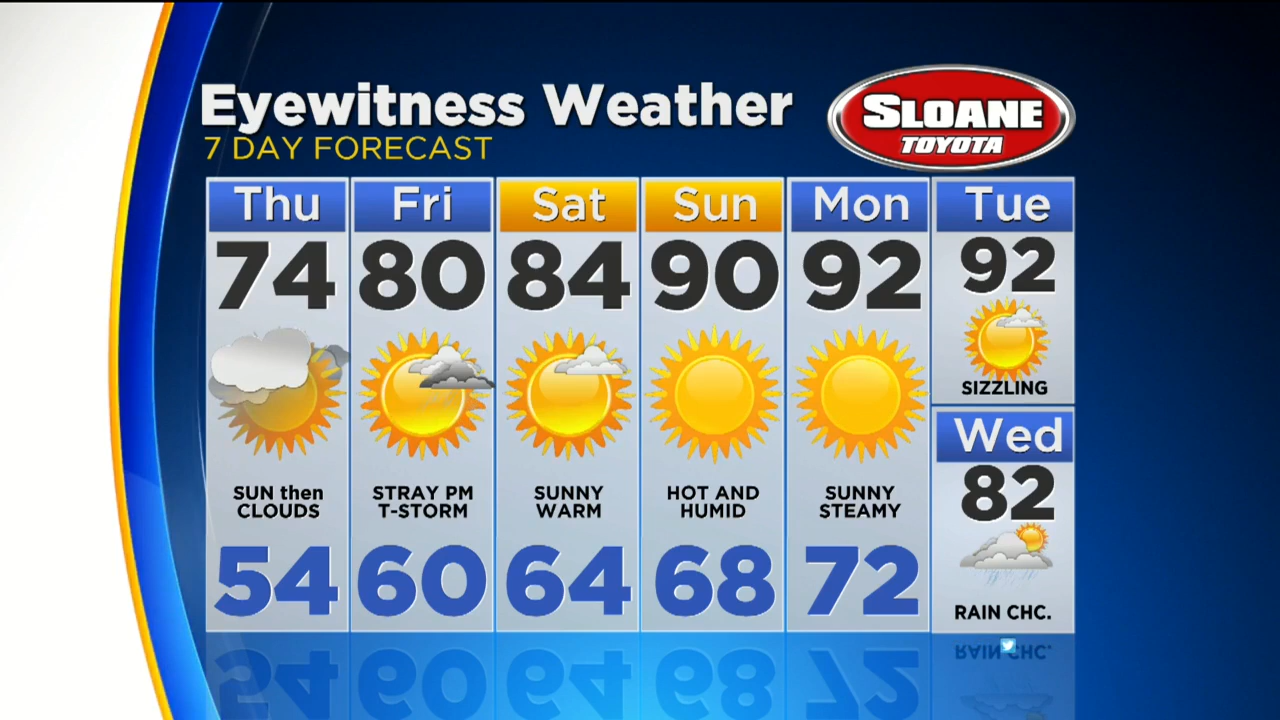 Eyewitness Weather
7 DAY FORECAST
SLOANE
TOYOTA
Thu
74
SUN then
CLOUDS
54
Fri
80
STRAY PM
T-STORM
60
Sat
84
SUNNY
WARM
64
Sun
90
HOT AND
HUMID
68
Mon
92
SUNNY
STEAMY
72
Tue
92
SIZZLING
Wed
82
RAIN CHC.